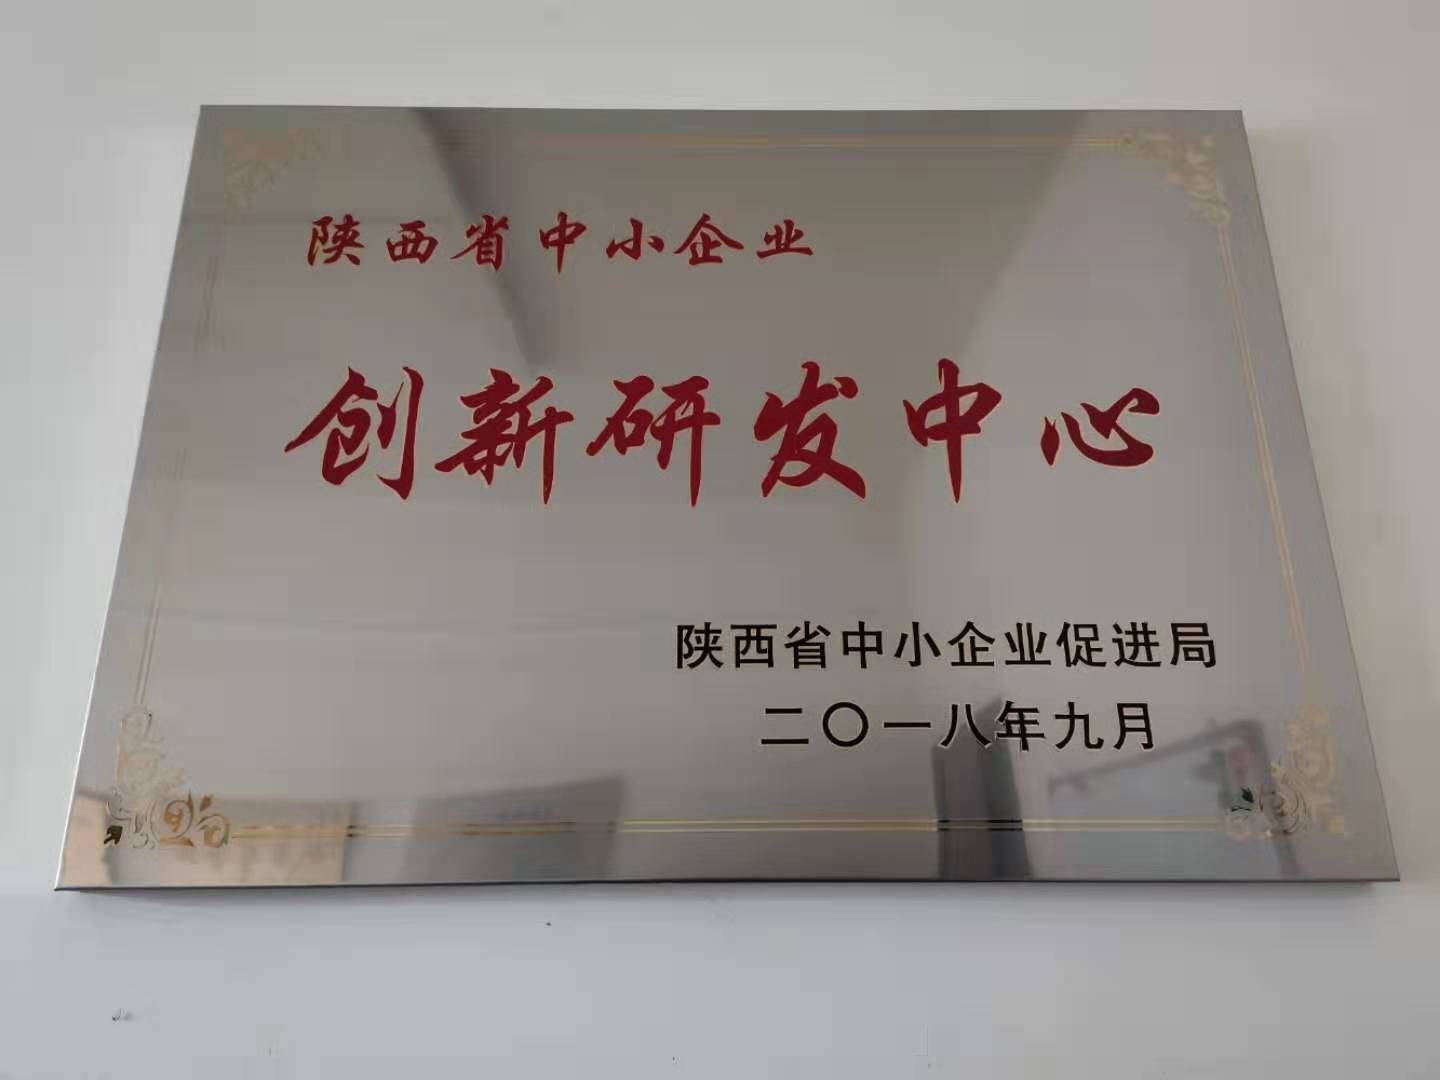 陕西省中小企业
创新研发中心
陕西省中小企业促进局
二〇一八年九月